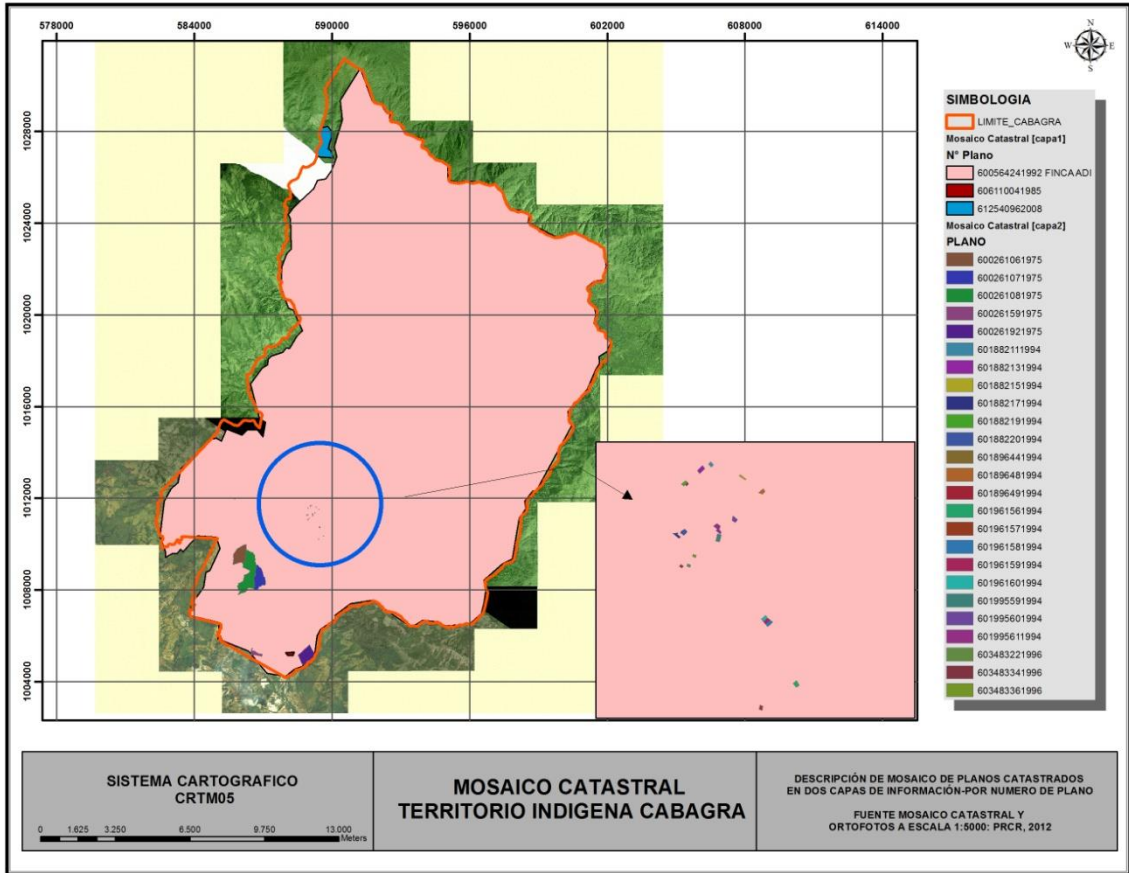 578000 584000 590000 596000 602000 608000 614000
N
W E
S
1028000
1024000
1020000
1016000
1012000
1008000
1004000
SIMBOLOGIA
LIMITE_CABAGRA
Mosaico Catastral [capa1]
N° Plano
600564241992 FINCA ADI
606110041985
612540962008
Mosaico Catastral [capa2]
PLANO
600261061975
600261071975
600261081975
600261591975
600261921975
601882111994
601882131994
601882151994
601882171994
601882191994
601882201994
601896441994
601896481994
601896491994
601961561994
601961571994
601961581994
601961591994
601961601994
601995591994
601995601994
601995611994
603483221996
603483341996
603483361996
SISTEMA CARTOGRAFICO
CRTM05
0 1.625 3.250 6.500 9.750 13.000
Meters
MOSAICO CATASTRAL
TERRITORIO INDIGENA CABAGRA
DESCRIPCIÓN DE MOSAICO DE PLANOS CATASTRADOS
EN DOS CAPAS DE INFORMACIÓN-POR NUMERO DE PLANO
FUENTE MOSAICO CATASTRAL Y
ORTOFOTOS A ESCALA 1:5000: PRCR, 2012